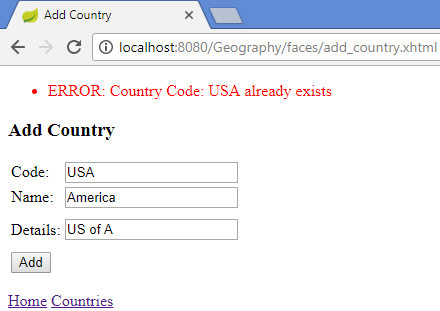 Add Country
localhost:8080/Geography/faces/add_country.xhtml
ERROR: Country Code: USA already exists
Add Country
Code: USA
Name: America
Details: US of A
Add
Home Countries